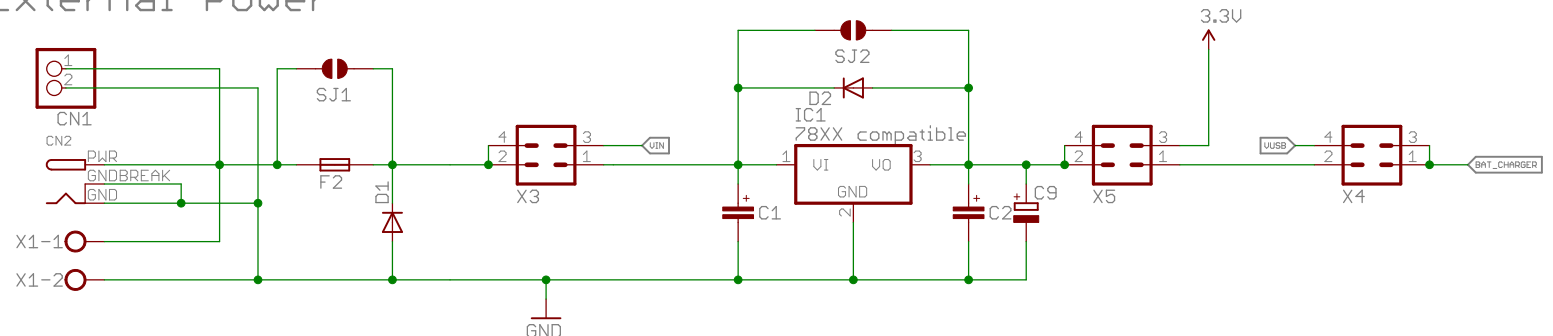 External Power
3.3V
1
2
CN1
SJ1
SJ2
D2
IC1
78XX compatible
CN2
PWR
GNDBREAK
GND
F2
D1
4
2
3
1
X3
VIN
1
VI
VO
3
GND
2
C1
C2
C9
4
2
3
1
X5
VUSB
4
2
3
1
X4
BAT_CHARGER
X1-1
X1-2
GND